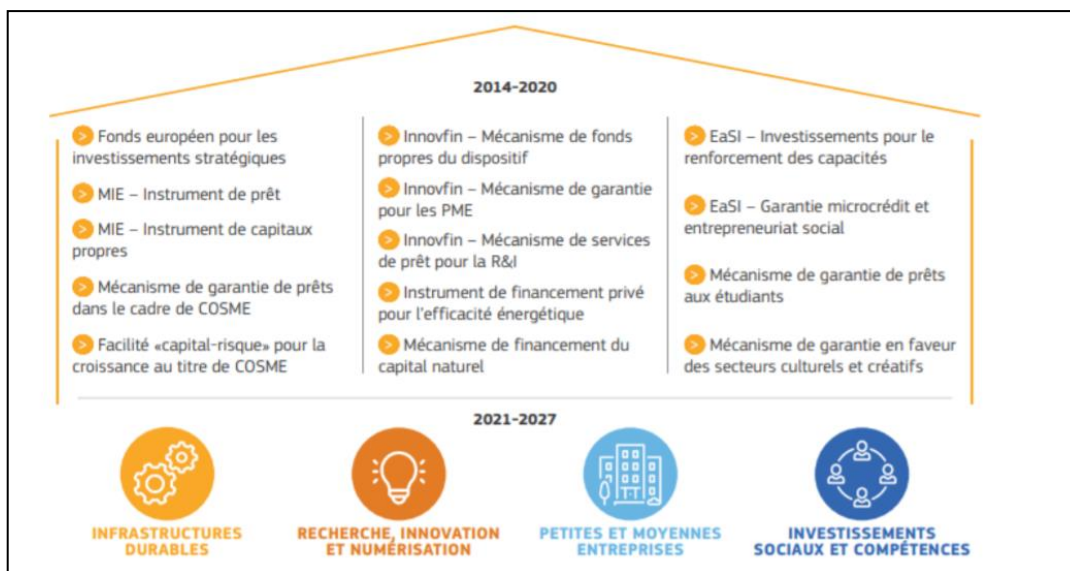 2014-2020
Fonds européen pour les
investissements stratégiques
MIE – Instrument de prêt
MIE – Instrument de capitaux
propres
Mécanisme de garantie de prêts
dans le cadre de COSME
Facilité «capital-risque» pour la
croissance au titre de COSME
Innovfin – Mécanisme de fonds
propres du dispositif
Innovfin – Mécanisme de garantie
pour les PME
Innovfin – Mécanisme de services
de prêt pour la R&I
Instrument de financement privé
pour l'efficacité énergétique
Mécanisme de financement du
capital naturel
EaSI – Investissements pour le
renforcement des capacités
EaSI – Garantie microcrédit et
entrepreneuriat social
Mécanisme de garantie de prêts
aux étudiants
Mécanisme de garantie en faveur
des secteurs culturels et créatifs
2021-2027
INFRASTRUCTURES
DURABLES
RECHERCHE, INNOVATION
ET NUMÉRISATION
PETITES ET MOYENNES
ENTREPRISES
INVESTISSEMENTS
SOCIAUX ET COMPÉTENCES